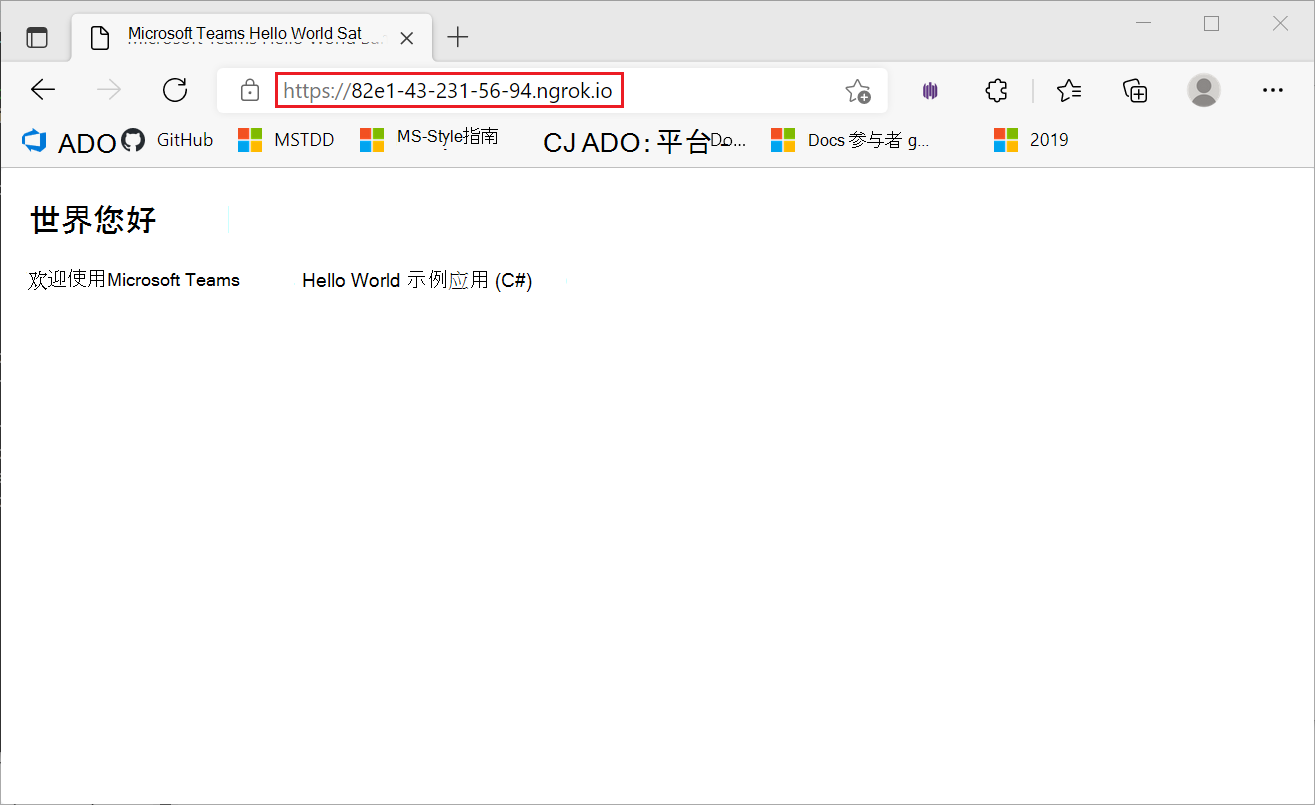 Microsoft Teams Hello World Sat
https://82e1-43-231-56-94.ngrok.io
ADO GitHub MSTDD MS-Style指南 CJ ADO: 平台 Do... Docs 参与者 g... 2019
世界您好
欢迎使用Microsoft Teams Hello World 示例应用 (C#)